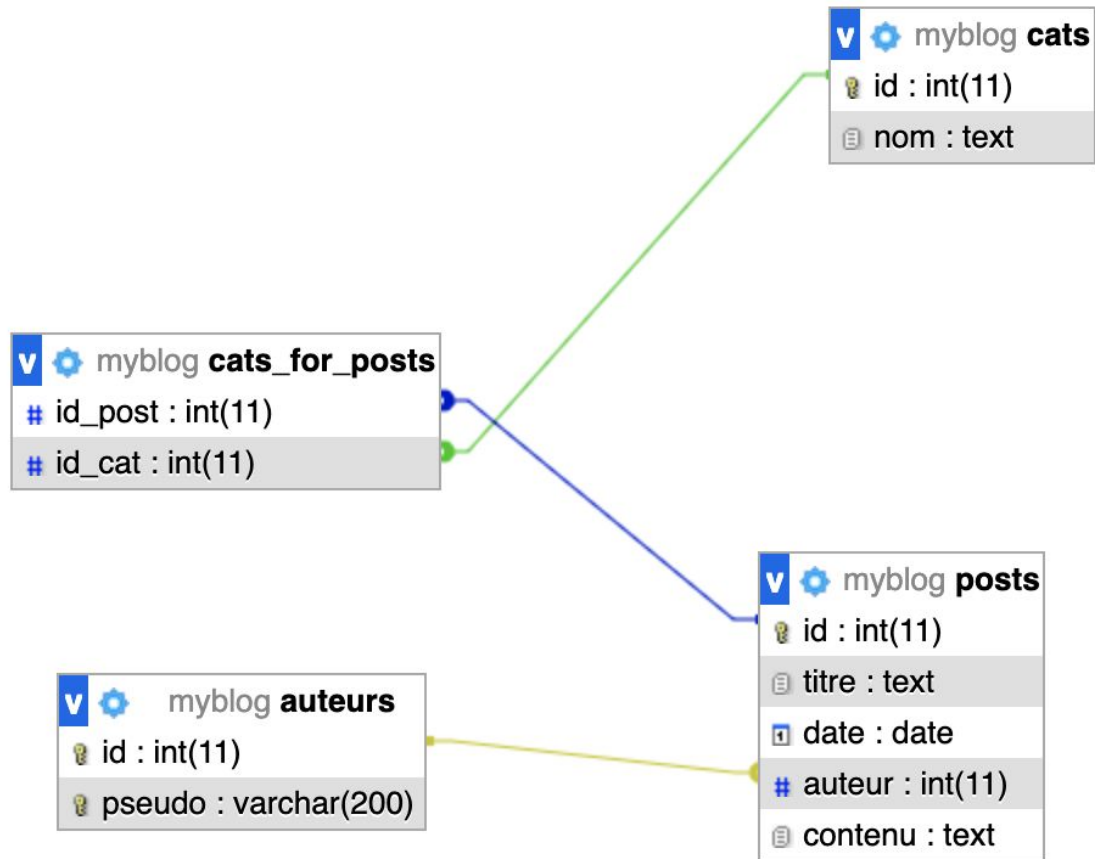 v myblog cats
id : int(11)
nom : text
v myblog cats_for_posts
# id_post : int(11)
# id_cat : int(11)
v myblog posts
id : int(11)
titre : text
1 date : date
# auteur : int(11)
contenu : text
v myblog auteurs
id : int(11)
pseudo : varchar(200)